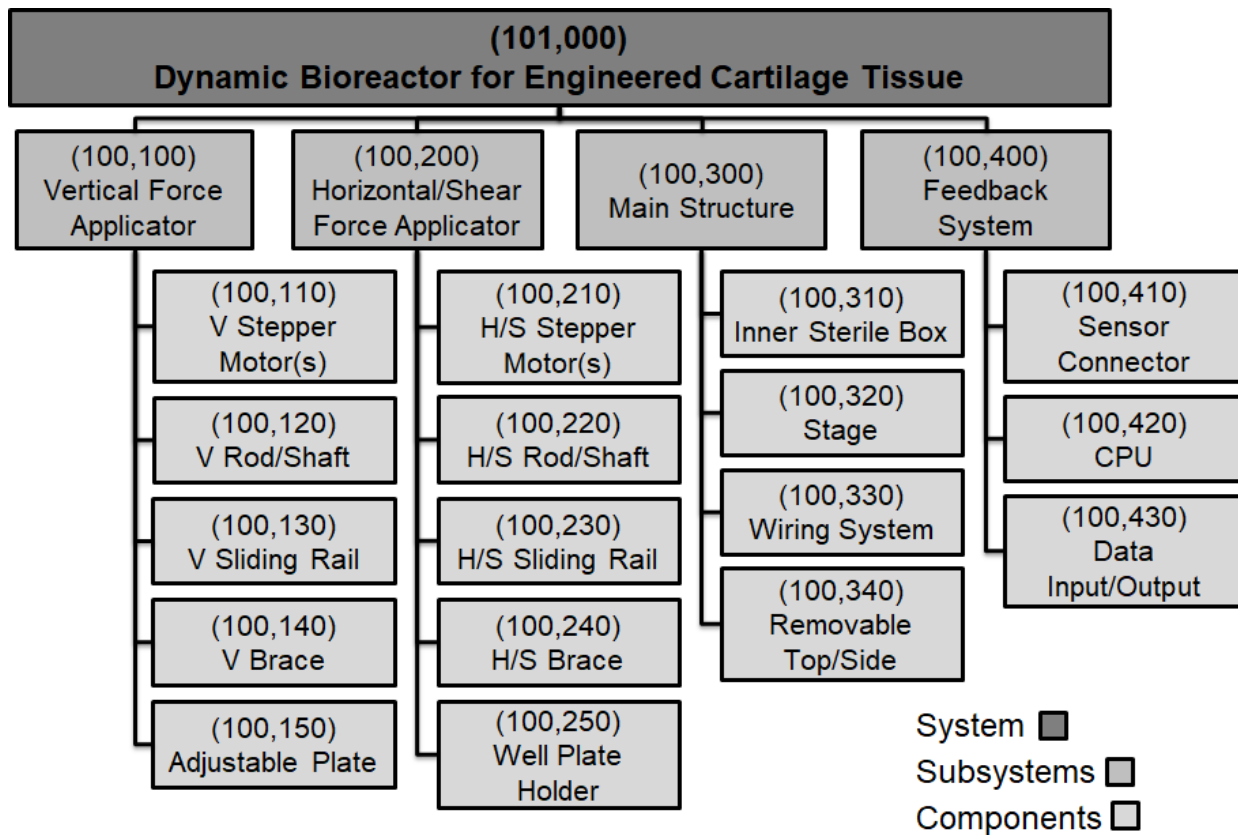 (101,000)
Dynamic Bioreactor for Engineered Cartilage Tissue
(100,100)
Vertical Force
Applicator
(100,110)
V Stepper
Motor(s)
(100,120)
V Rod/Shaft
(100,130)
V Sliding Rail
(100,140)
V Brace
(100,150)
Adjustable Plate
(100,200)
Horizontal/Shear
Force Applicator
(100,210)
H/S Stepper
Motor(s)
(100,220)
H/S Rod/Shaft
(100,230)
H/S Sliding Rail
(100,240)
H/S Brace
(100,250)
Well Plate
Holder
(100,300)
Main Structure
(100,310)
Inner Sterile Box
(100,320)
Stage
(100,330)
Wiring System
(100,340)
Removable
Top/Side
(100,400)
Feedback
System
(100,410)
Sensor
Connector
(100,420)
CPU
(100,430)
Data
Input/Output
System
Subsystems
Components